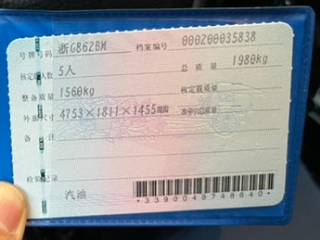 号牌号码 浙G862BM 档案编号 000200035838
核定载人数 5人 总质量 1980kg
整备质量 1560kg 核定载质量
外廓尺寸 4753×1811×1455mm 准牵引总质量
备注
检验记录
汽油
*3390049748640*